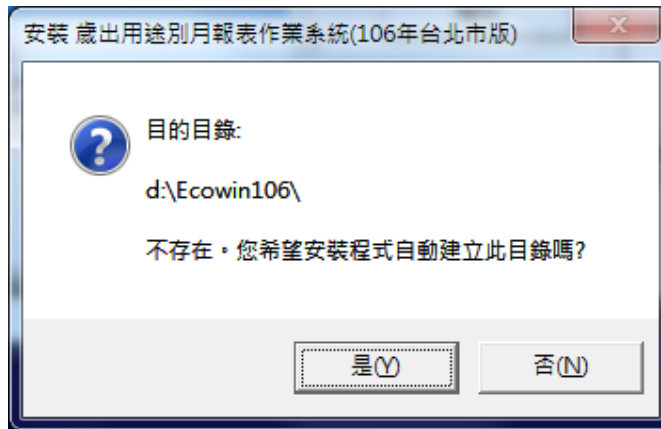 安裝 歲出用途別月報表作業系統(106年台北市版)
目的目錄:
d:\Ecowin106\
不存在。您希望安裝程式自動建立此目錄嗎?
是(Y)
否(N)